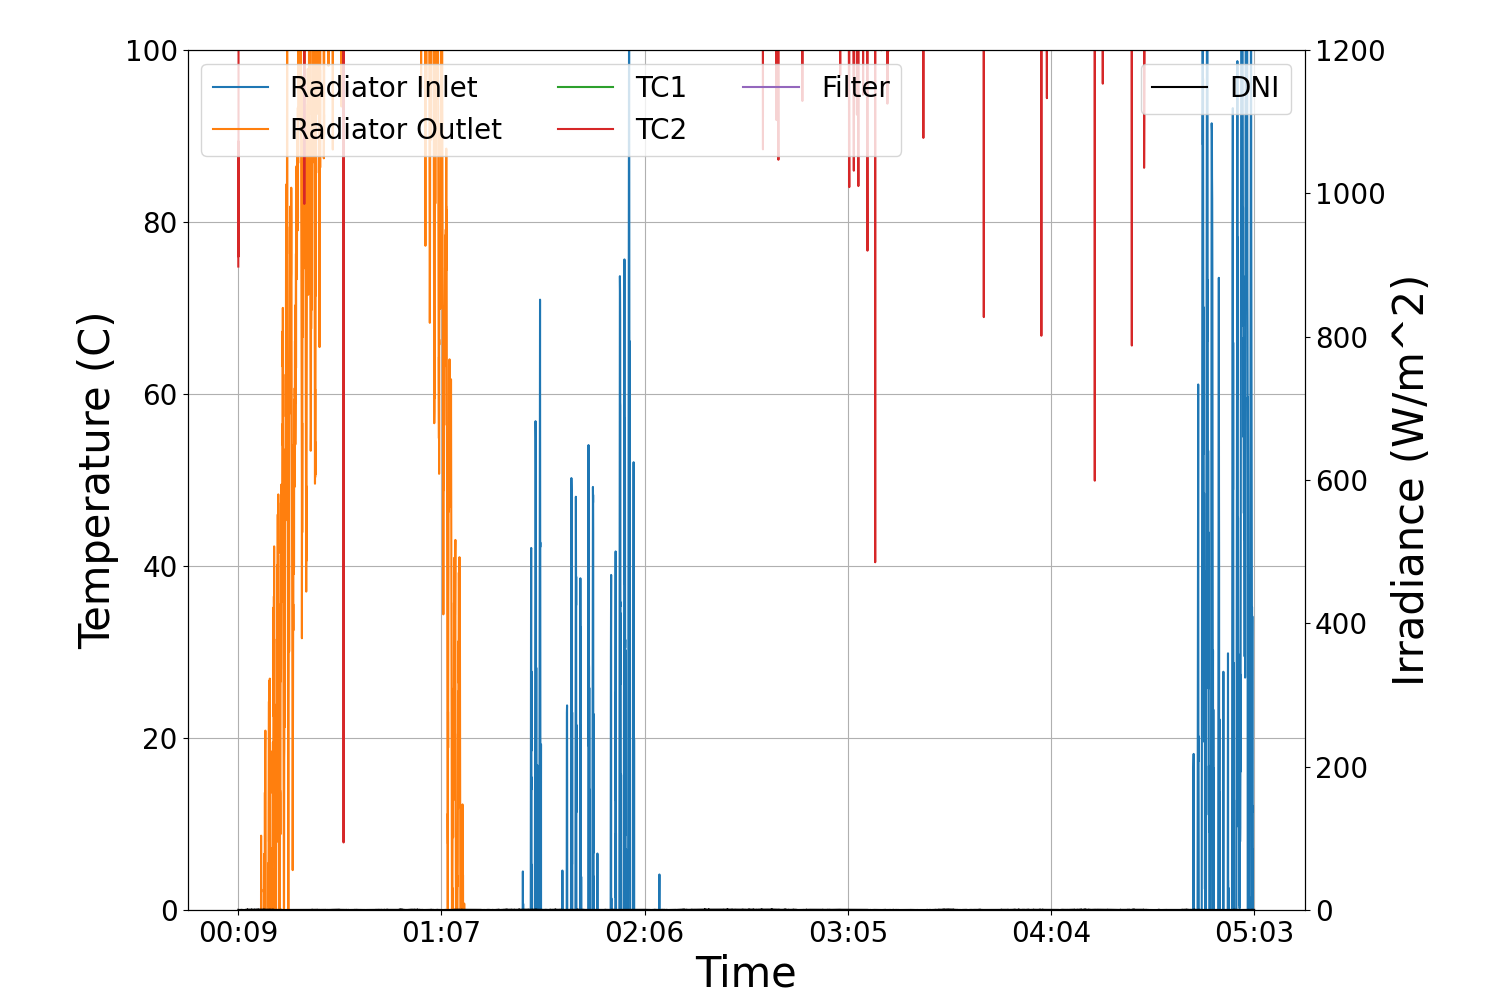 100
80
60
40
20
0
Temperature (C)
Radiator Inlet
Radiator Outlet
TC1
TC2
Filter
DNI
1200
1000
800
600
400
200
0
Irradiance (W/m^2)
00:09
01:07
02:06
03:05
04:04
05:03
Time